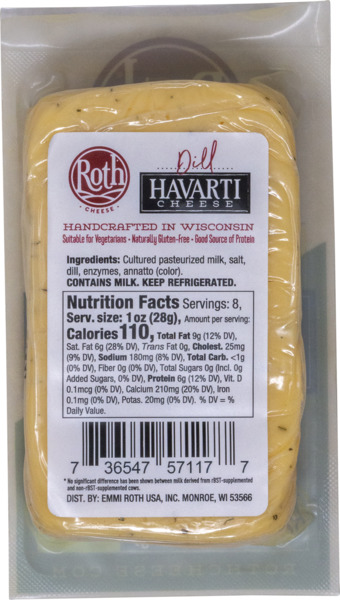 Roth
CHEESE
Dill
HAVARTI
CHEESE
HANDCRAFTED IN WISCONSIN
Suitable for Vegetarians • Naturally Gluten-Free • Good Source of Protein
Ingredients: Cultured pasteurized milk, salt,
dill, enzymes, annatto (color).
CONTAINS MILK. KEEP REFRIGERATED.
Nutrition Facts Servings: 8,
Serv. size: 1 oz (28g), Amount per serving:
Calories 110, Total Fat 9g (12% DV),
Sat. Fat 6g (28% DV), Trans Fat 0g, Cholest. 25mg
(9% DV), Sodium 180mg (8% DV), Total Carb. <1g
(0% DV), Fiber 0g (0% DV), Total Sugars 0g (Incl. 0g
Added Sugars, 0% DV), Protein 6g (12% DV), Vit. D
0.1mcg (0% DV), Calcium 210mg (20% DV), Iron
0.1mg (0% DV), Potas. 20mg (0% DV). % DV = %
Daily Value.
7 36547 57117 7
* No significant difference has been shown between milk derived from rBST-supplemented
and non-rBST-supplemented cows.
DIST. BY: EMMI ROTH USA, INC. MONROE, WI 53566